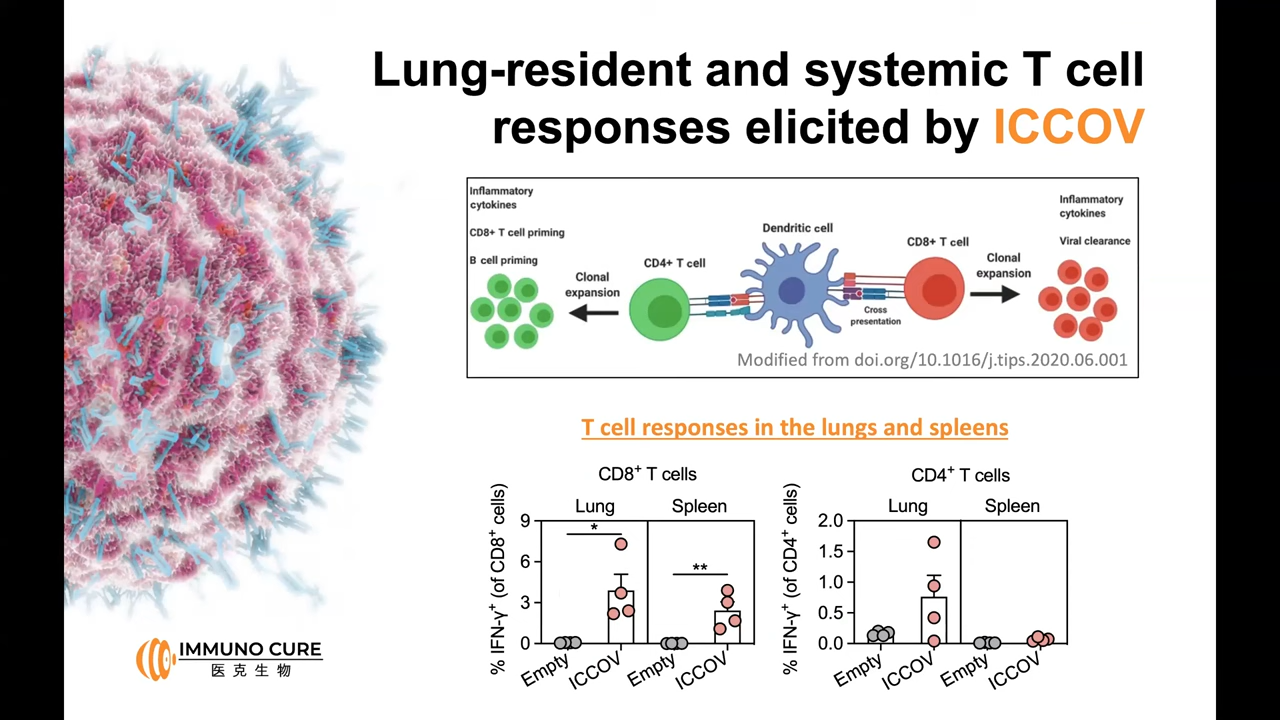 Lung-resident and systemic T cell
responses elicited by ICCOV
Inflammatory
cytokines
CD8+ T cell priming
B cell priming
Clonal
expansion
CD4+ T cell
Dendritic cell
Cross
presentation
CD8+ T cell
Clonal
expansion
Inflammatory
cytokines
Viral clearance
Modified from doi.org/10.1016/j.tips.2020.06.001
T cell responses in the lungs and spleens
CD8⁺ T cells
Lung
Spleen
% IFN-γ⁺ (of CD8⁺ cells)
9
6
3
0
*
**
Empty
ICCOV
Empty
ICCOV
CD4⁺ T cells
Lung
Spleen
% IFN-γ⁺ (of CD4⁺ cells)
2.0
1.5
1.0
0.5
0.0
Empty
ICCOV
Empty
ICCOV
IMMUNO CURE
医克生物